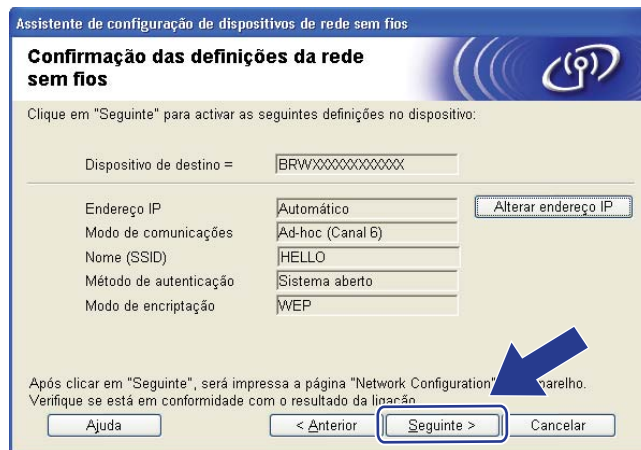 Assistente de configuração de dispositivos de rede sem fios
Confirmação das definições da rede
sem fios
Clique em "Seguinte" para activar as seguintes definições no dispositivo:
Dispositivo de destino = BRWXXXXXXXXXXX
Endereço IP Automático Alterar endereço IP
Modo de comunicações Ad-hoc (Canal 6)
Nome (SSID) HELLO
Método de autenticação Sistema aberto
Modo de encriptação WEP
Após clicar em "Seguinte", será impressa a página "Network Configuration"
Verifique se está em conformidade com o resultado da ligação
Ajuda < Anterior Seguinte > Cancelar